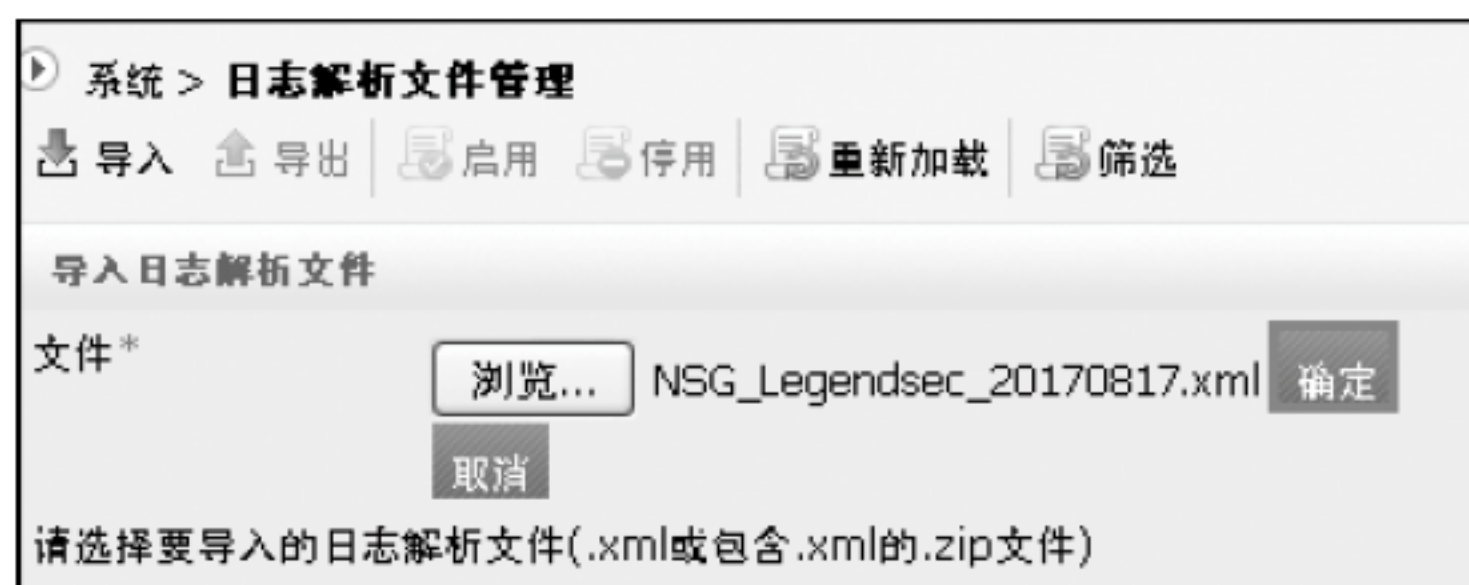 系统 > 日志解析文件管理
导入 导出 启用 停用 重新加载 筛选
导入日志解析文件
文件* 浏览... NSG_Legendsec_20170817.xml 确定
取消
请选择要导入的日志解析文件(.xml或包含.xml的.zip文件)